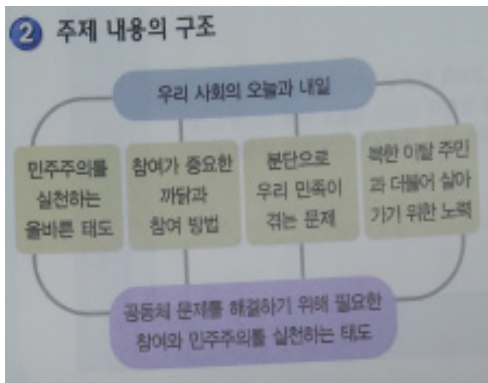 2 주제 내용의 구조
우리 사회의 오늘과 내일
민주주의를
실천하는
올바른 태도
참여가 중요한
까닭과
참여 방법
분단으로
우리 민족이
겪는 문제
북한 이탈 주민
과 더불어 살아
가기 위한 노력
공동체 문제를 해결하기 위해 필요한
참여와 민주주의를 실천하는 태도